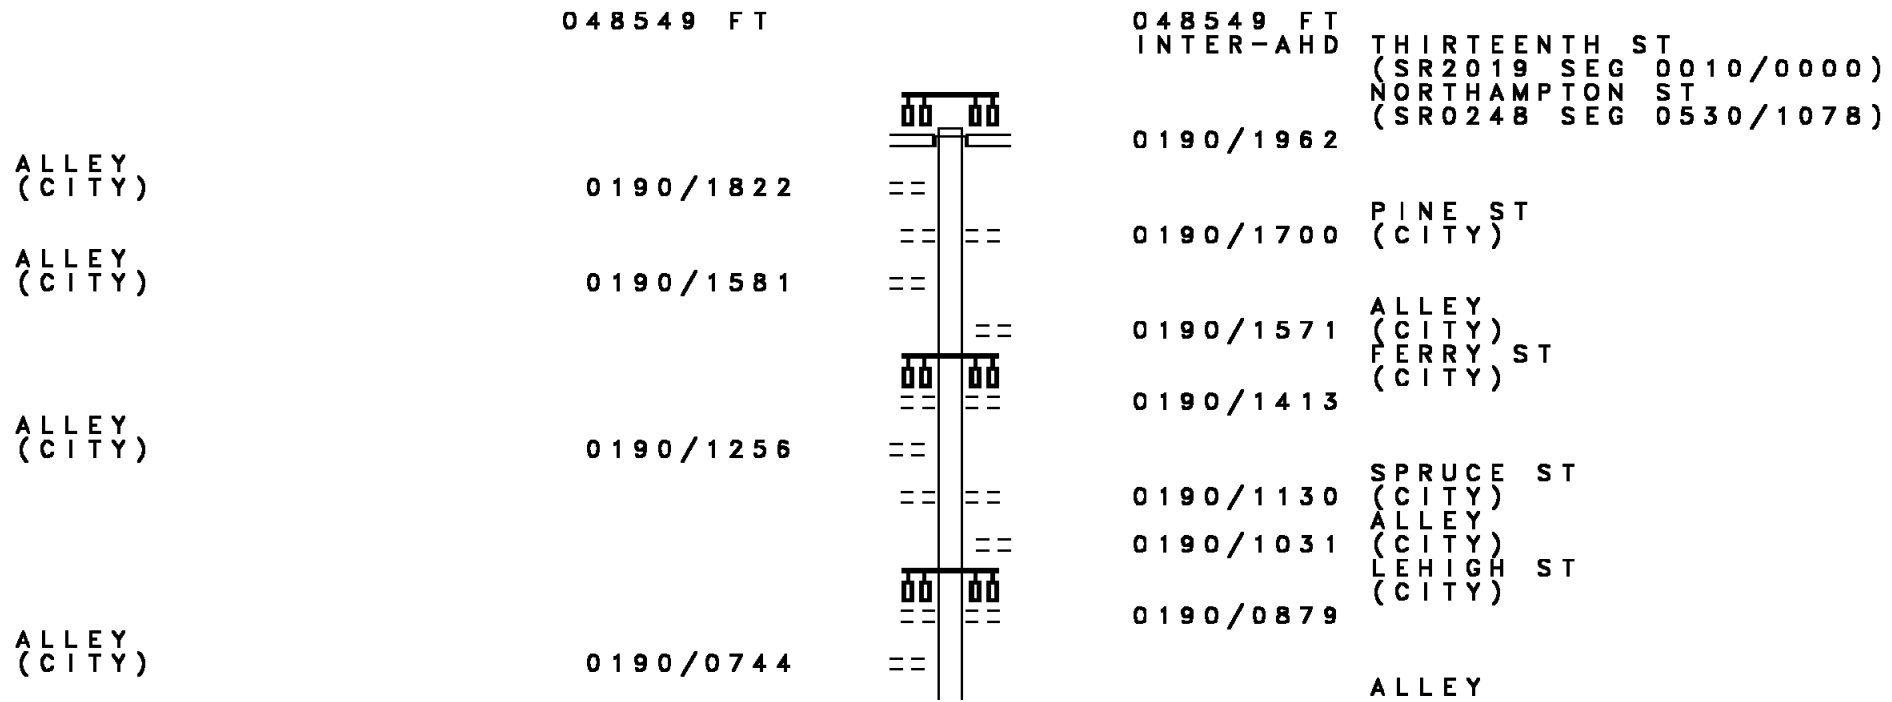 048549 FT 048549 FT
INTER-AHD THIRTEENTH ST
(SR2019 SEG 0010/0000)
NORTHAMPTON ST
(SR0248 SEG 0530/1078)
0190/1962
ALLEY
(CITY) 0190/1822
PINE ST
0190/1700 (CITY)
ALLEY
(CITY) 0190/1581
ALLEY
0190/1571 (CITY)
FERRY ST
(CITY)
0190/1413
ALLEY
(CITY) 0190/1256
SPRUCE ST
0190/1130 (CITY)
ALLEY
0190/1031 (CITY)
LEHIGH ST
(CITY)
0190/0879
ALLEY
(CITY) 0190/0744
ALLEY